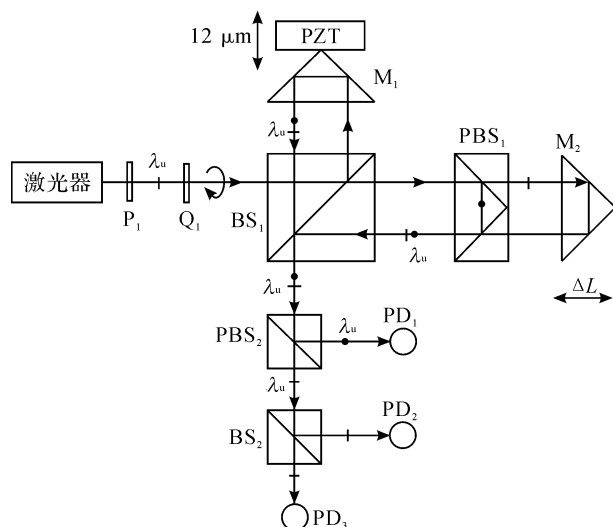 12 μm
PZT
M₁
λᵤ
PBS₁
M₂
激光器
λᵤ
P₁
Q₁
BS₁
λᵤ
λᵤ
ΔL
PBS₂
λᵤ
PD₁
λᵤ
BS₂
PD₂
PD₃